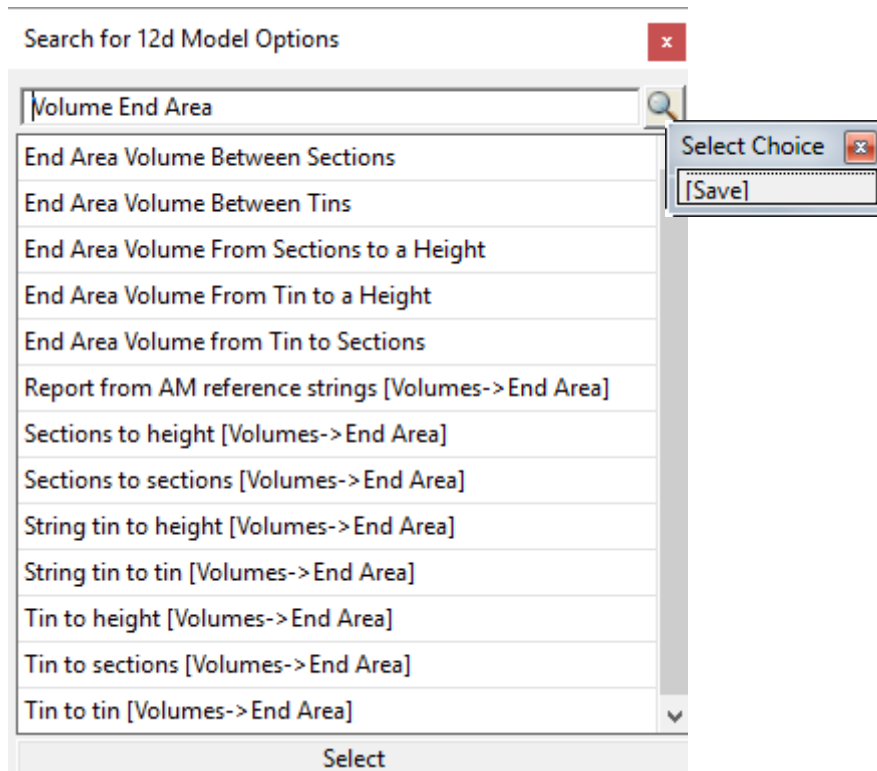 Search for 12d Model Options
x
Volume End Area
Select Choice
x
[Save]
End Area Volume Between Sections
End Area Volume Between Tins
End Area Volume From Sections to a Height
End Area Volume From Tin to a Height
End Area Volume from Tin to Sections
Report from AM reference strings [Volumes->End Area]
Sections to height [Volumes->End Area]
Sections to sections [Volumes->End Area]
String tin to height [Volumes->End Area]
String tin to tin [Volumes->End Area]
Tin to height [Volumes->End Area]
Tin to sections [Volumes->End Area]
Tin to tin [Volumes->End Area]
Select